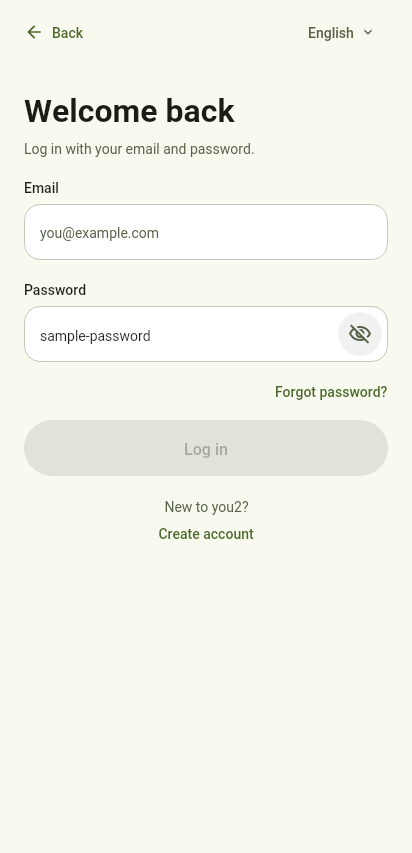 Back
English
Welcome back
Log in with your email and password.
Email
you@example.com
Password
sample-password
Forgot password?
Log in
New to you2?
Create account